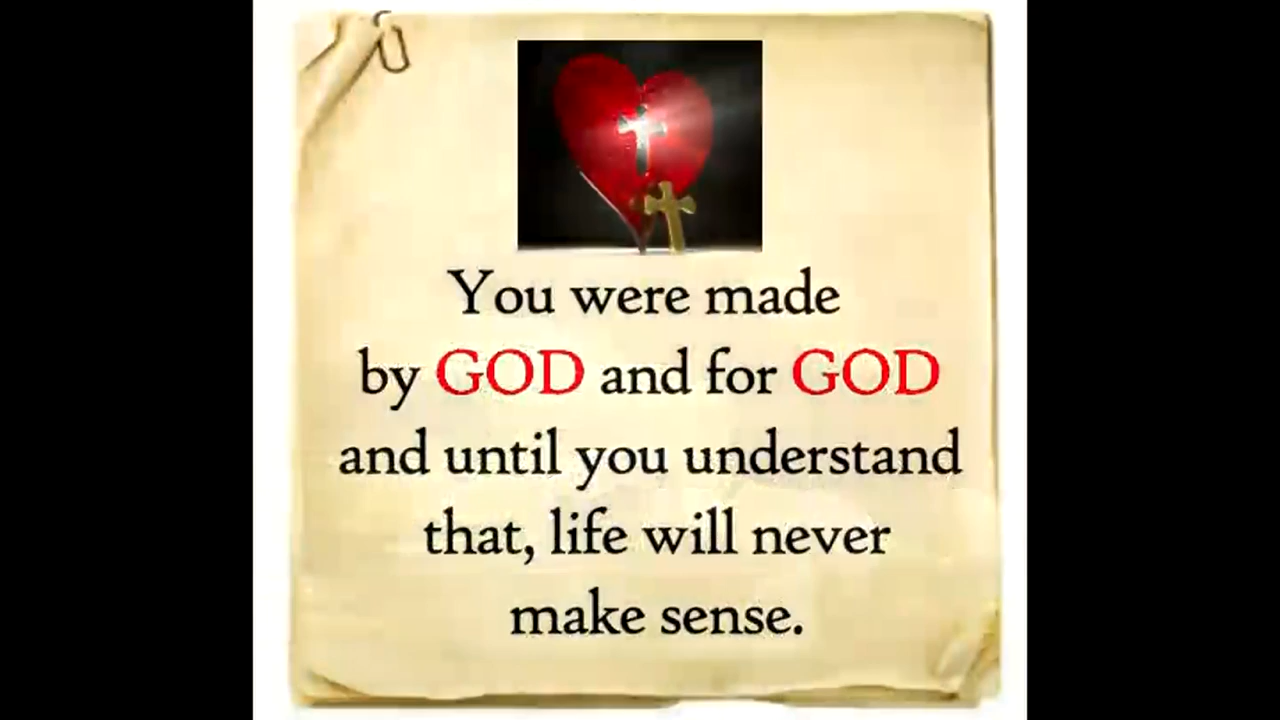 You were made
by GOD and for GOD
and until you understand
that, life will never
make sense.